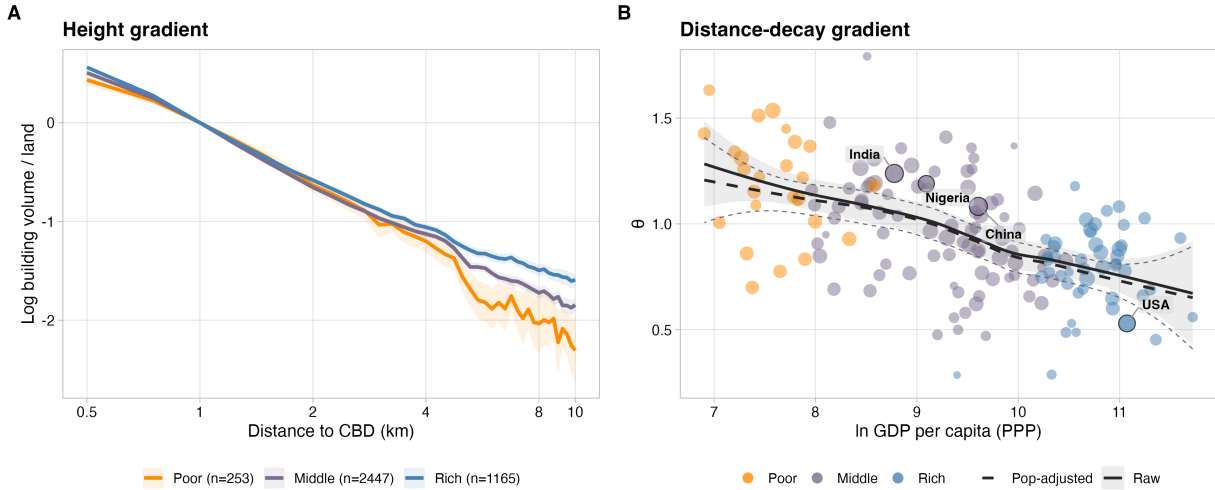 A
Height gradient
Log building volume / land
0
-1
-2
0.5 1 2 4 8 10
Distance to CBD (km)
Poor (n=253) Middle (n=2447) Rich (n=1165)
B
Distance-decay gradient
θ
1.5
1.0
0.5
India
Nigeria
China
USA
7 8 9 10 11
ln GDP per capita (PPP)
Poor Middle Rich Pop-adjusted Raw